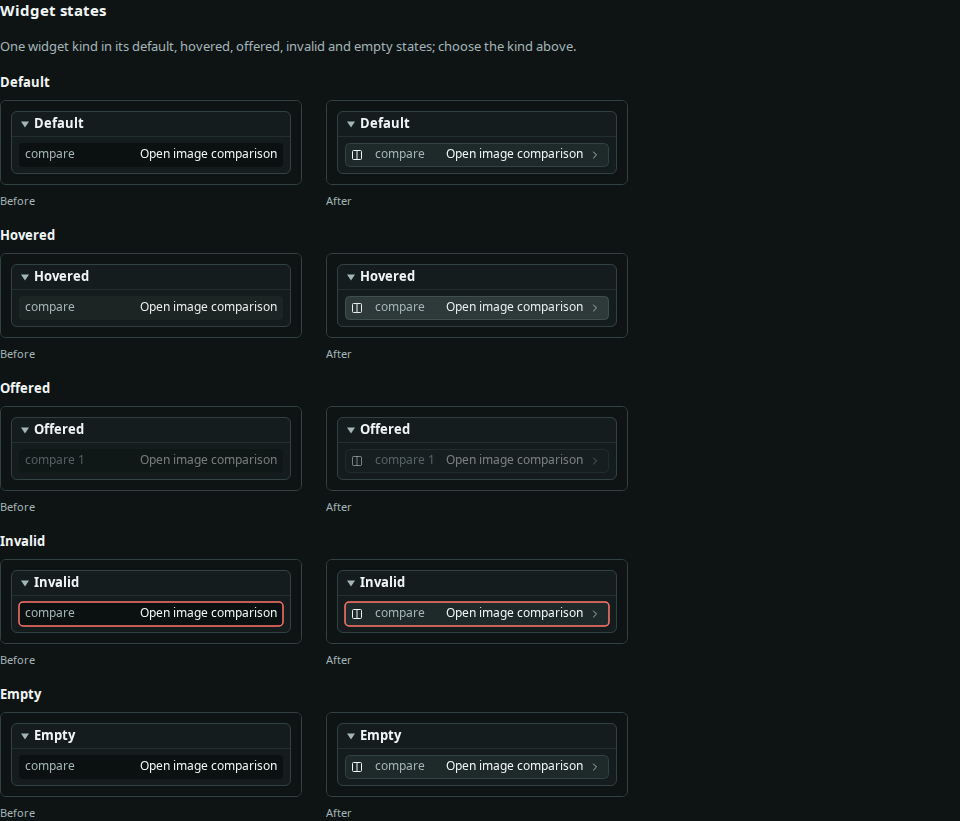 Widget states
One widget kind in its default, hovered, offered, invalid and empty states; choose the kind above.
Default
Default
compare Open image comparison
Before
Default
compare Open image comparison
After
Hovered
Hovered
compare Open image comparison
Before
Hovered
compare Open image comparison
After
Offered
Offered
compare 1 Open image comparison
Before
Offered
compare 1 Open image comparison
After
Invalid
Invalid
compare Open image comparison
Before
Invalid
compare Open image comparison
After
Empty
Empty
compare Open image comparison
Before
Empty
compare Open image comparison
After